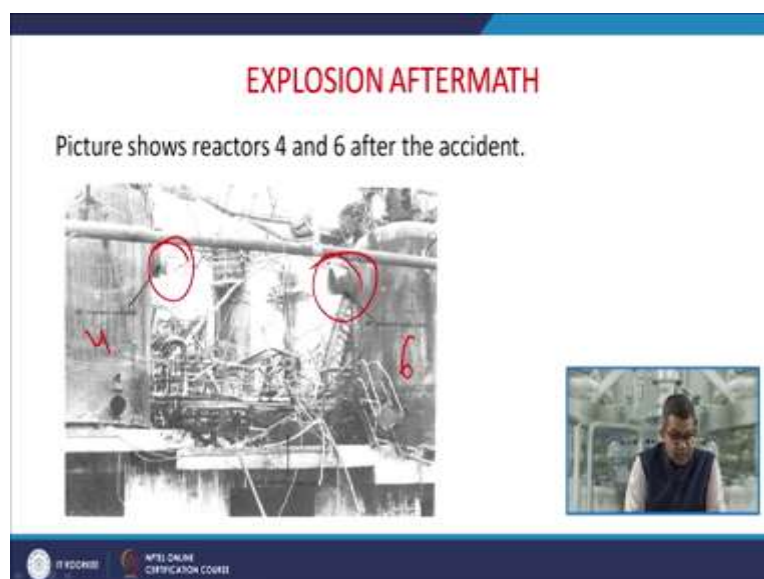 EXPLOSION AFTERMATH
Picture shows reactors 4 and 6 after the accident.
4
6
IIT ROORKEE
NPTEL ONLINE
CERTIFICATION COURSE